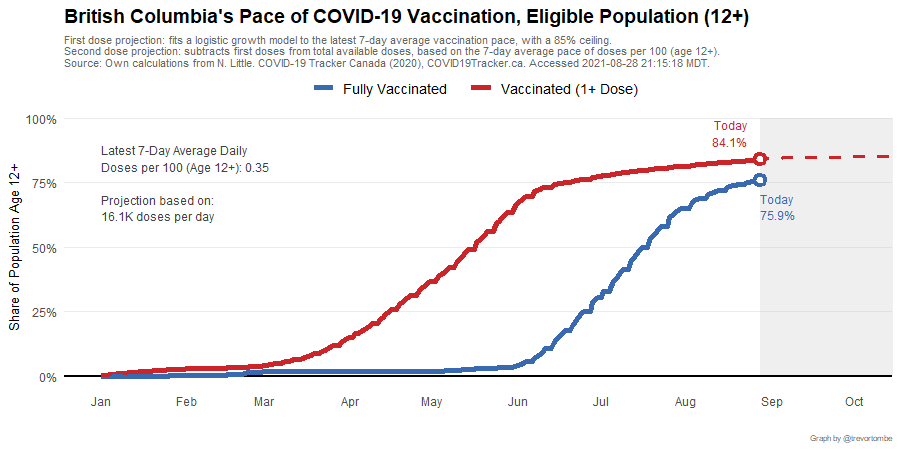 British Columbia's Pace of COVID-19 Vaccination, Eligible Population (12+)
First dose projection: fits a logistic growth model to the latest 7-day average vaccination pace, with a 85% ceiling.
Second dose projection: subtracts first doses from total available doses, based on the 7-day average pace of doses per 100 (age 12+).
Source: Own calculations from N. Little. COVID-19 Tracker Canada (2020), COVID19Tracker.ca. Accessed 2021-08-28 21:15:18 MDT.
Fully Vaccinated
Vaccinated (1+ Dose)
Share of Population Age 12+
100%
75%
50%
25%
0%
Latest 7-Day Average Daily
Doses per 100 (Age 12+): 0.35
Projection based on:
16.1K doses per day
Today
84.1%
Today
75.9%
Jan
Feb
Mar
Apr
May
Jun
Jul
Aug
Sep
Oct
Graph by @trevortombe